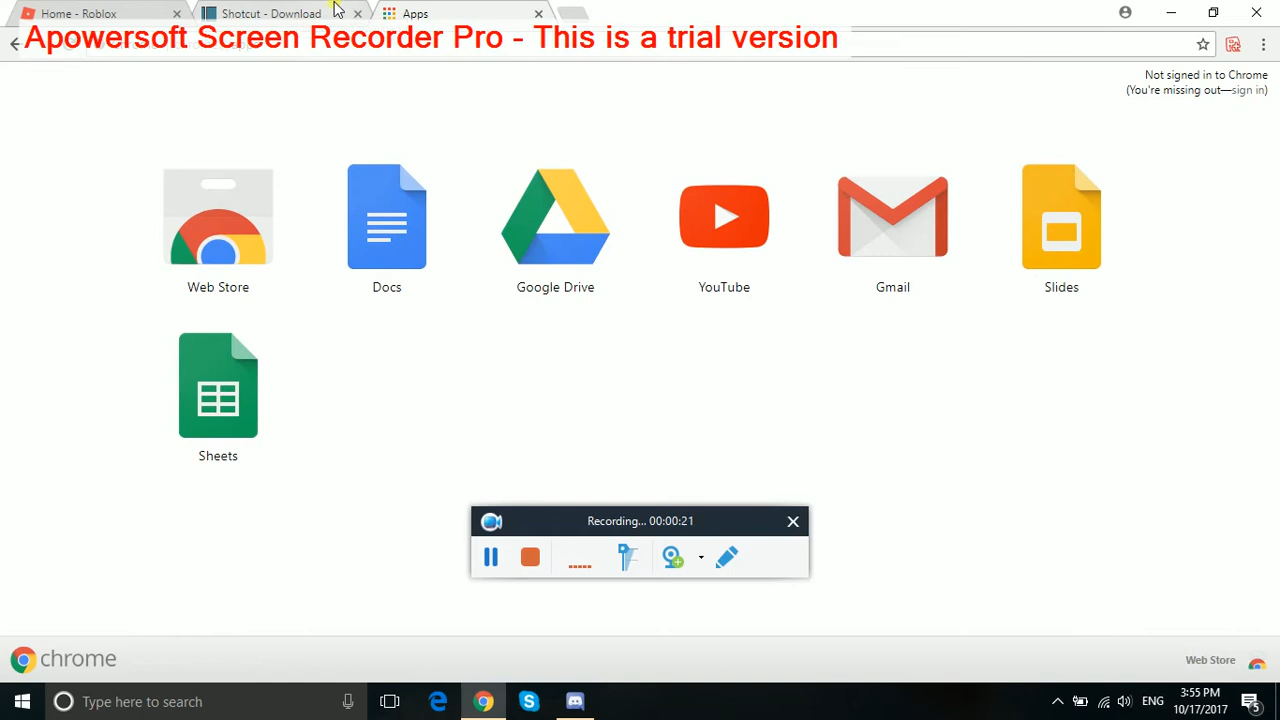 Home - Roblox
Shotcut - Download
Apps
Apowersoft Screen Recorder Pro - This is a trial version
Not signed in to Chrome
(You're missing out—sign in)
Web Store
Docs
Google Drive
YouTube
Gmail
Slides
Sheets
Recording... 00:00:21
chrome
Web Store
Type here to search
ENG
3:55 PM
10/17/2017
5